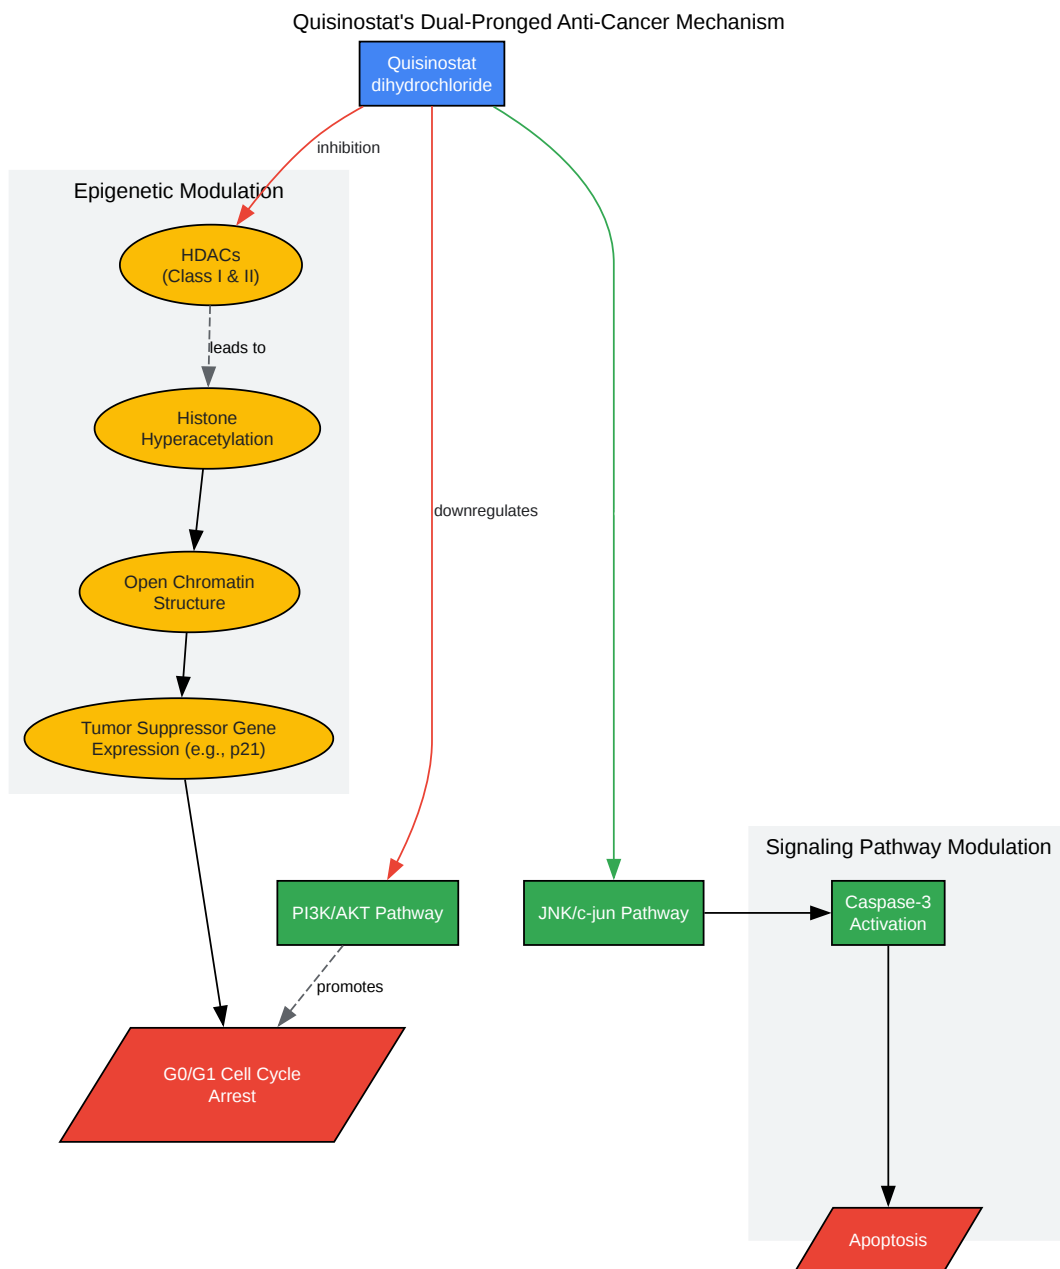 Quisinostat's Dual-Pronged Anti-Cancer Mechanism
Quisinostat
dihydrochloride
inhibition
Epigenetic Modulation
HDACs
(Class I & II)
leads to
Histone
Hyperacetylation
downregulates
Open Chromatin
Structure
Tumor Suppressor Gene
Expression (e.g., p21)
Signaling Pathway Modulation
PI3K/AKT Pathway
JNK/c-jun Pathway
Caspase-3
Activation
promotes
G0/G1 Cell Cycle
Arrest
Apoptosis